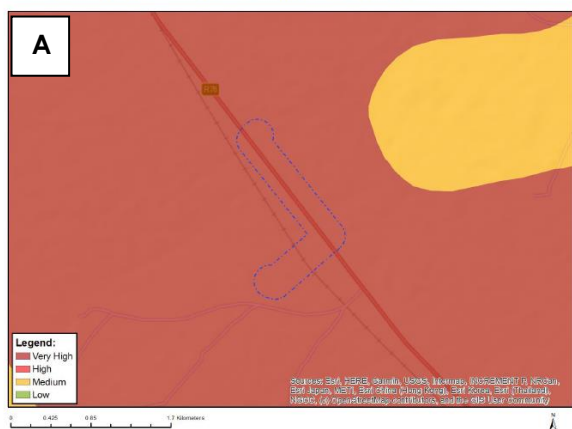 A
Legend:
Very High
High
Medium
Low
Sources: Esri, HERE, Garmin, USGS, Intermap, INCREMENT P, NRCan,
Esri Japan, METI, Esri China (Hong Kong), Esri Korea, Esri (Thailand),
NGCC, (c) OpenStreetMap contributors, and the GIS User Community
N
0 0.425 0.85 1.7 Kilometers